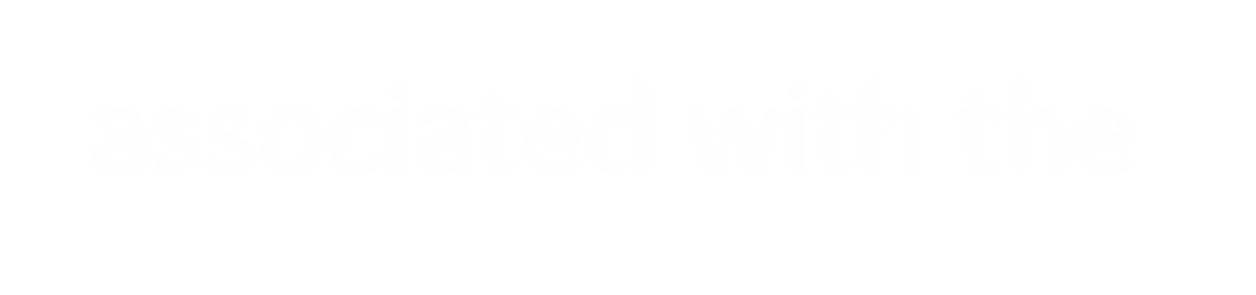 associated with the